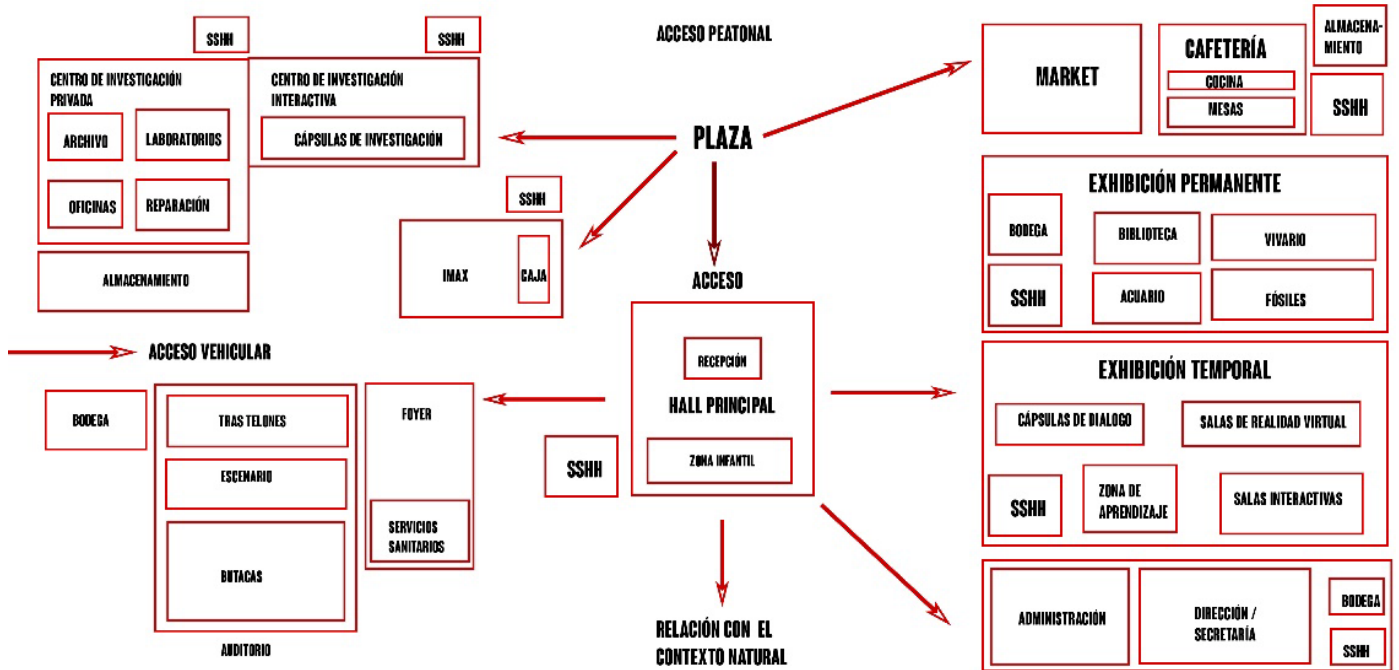 SSHH
SSHH
CENTRO DE INVESTIGACIÓN
PRIVADA
ARCHIVO
LABORATORIOS
OFICINAS
REPARACIÓN
ALMACENAMIENTO
CENTRO DE INVESTIGACIÓN
INTERACTIVA
CÁPSULAS DE INVESTIGACIÓN
ACCESO PEATONAL
PLAZA
SSHH
IMAX
CAJA
ACCESO
RECEPCIÓN
HALL PRINCIPAL
ZONA INFANTIL
SSHH
RELACIÓN CON EL
CONTEXTO NATURAL
ACCESO VEHICULAR
BODEGA
TRAS TELONES
ESCENARIO
BUTACAS
AUDITORIO
FOYER
SERVICIOS
SANITARIOS
MARKET
CAFETERÍA
COCINA
MESAS
ALMACENA-
MIENTO
SSHH
EXHIBICIÓN PERMANENTE
BODEGA
BIBLIOTECA
VIVARIO
SSHH
ACUARIO
FÓSILES
EXHIBICIÓN TEMPORAL
CÁPSULAS DE DIALOGO
SALAS DE REALIDAD VIRTUAL
SSHH
ZONA DE
APRENDIZAJE
SALAS INTERACTIVAS
ADMINISTRACIÓN
DIRECCIÓN /
SECRETARÍA
BODEGA
SSHH